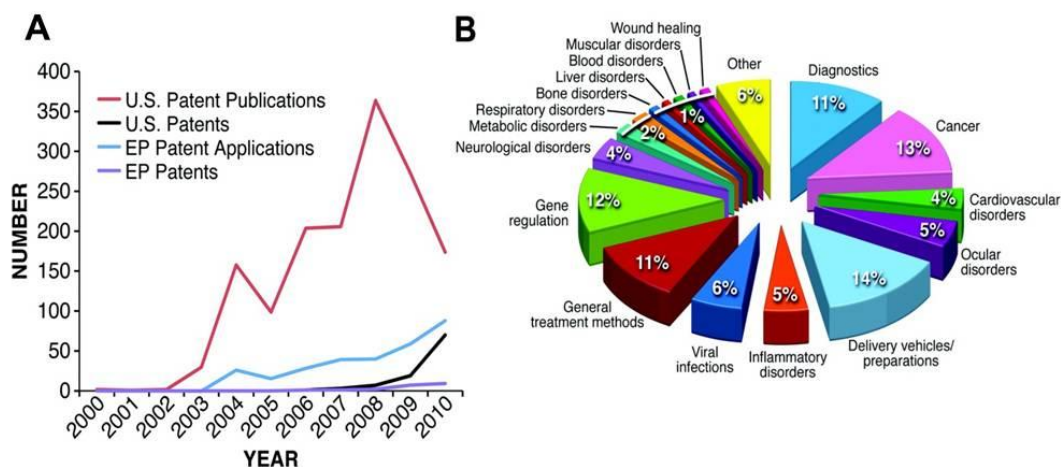 A
400
350
300
250
200
150
100
50
0
NUMBER
U.S. Patent Publications
U.S. Patents
EP Patent Applications
EP Patents
2000
2001
2002
2003
2004
2005
2006
2007
2008
2009
2010
YEAR
B
Wound healing
Muscular disorders
Blood disorders
Liver disorders
Bone disorders
Respiratory disorders
Metabolic disorders
Neurological disorders
Gene
regulation
General
treatment methods
Viral
infections
Inflammatory
disorders
Delivery vehicles/
preparations
Ocular
disorders
Cardiovascular
disorders
Cancer
Diagnostics
Other
6%
11%
13%
4%
5%
14%
5%
6%
11%
12%
4%
2%
1%